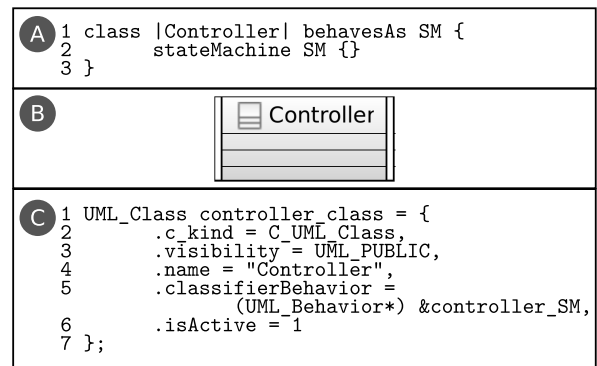 A
1 class |Controller| behavesAs SM {
2 stateMachine SM {}
3 }
B
Controller
C
1 UML_Class controller_class = {
2 .c_kind = C_UML_Class,
3 .visibility = UML_PUBLIC,
4 .name = "Controller",
5 .classifierBehavior =
(UML_Behavior*) &controller_SM,
6 .isActive = 1
7 };